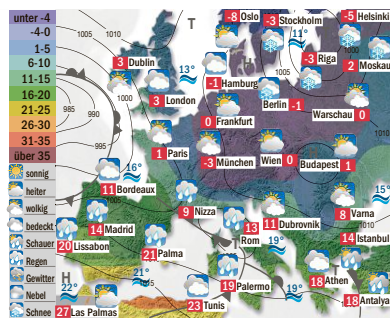 unter -4
-4-0
1-5
6-10
11-15
16-20
21-25
26-30
31-35
über 35
sonnig
heiter
wolkig
bedeckt
Schauer
Regen
Gewitter
Nebel
Schnee
1005
1010
T
-8 Oslo
-3 Stockholm
-5 Helsinki
11°
3 Dublin
13°
H
-1 Hamburg
-3 Riga
2 Moskau
1000
985
990
995
3 London
Berlin -1
Warschau 0
0 Frankfurt
1010
1 Paris
-3 München
Wien 0
Budapest 1
16°
11 Bordeaux
1005
15°
9 Nizza
8 Varna
14 Madrid
13 Rom
11 Dubrovnik
14 Istanbul
20 Lissabon
21 Palma
T
19°
H
21°
18 Athen
T
22°
19 Palermo
19°
23 Tunis
18 Antalya
27 Las Palmas